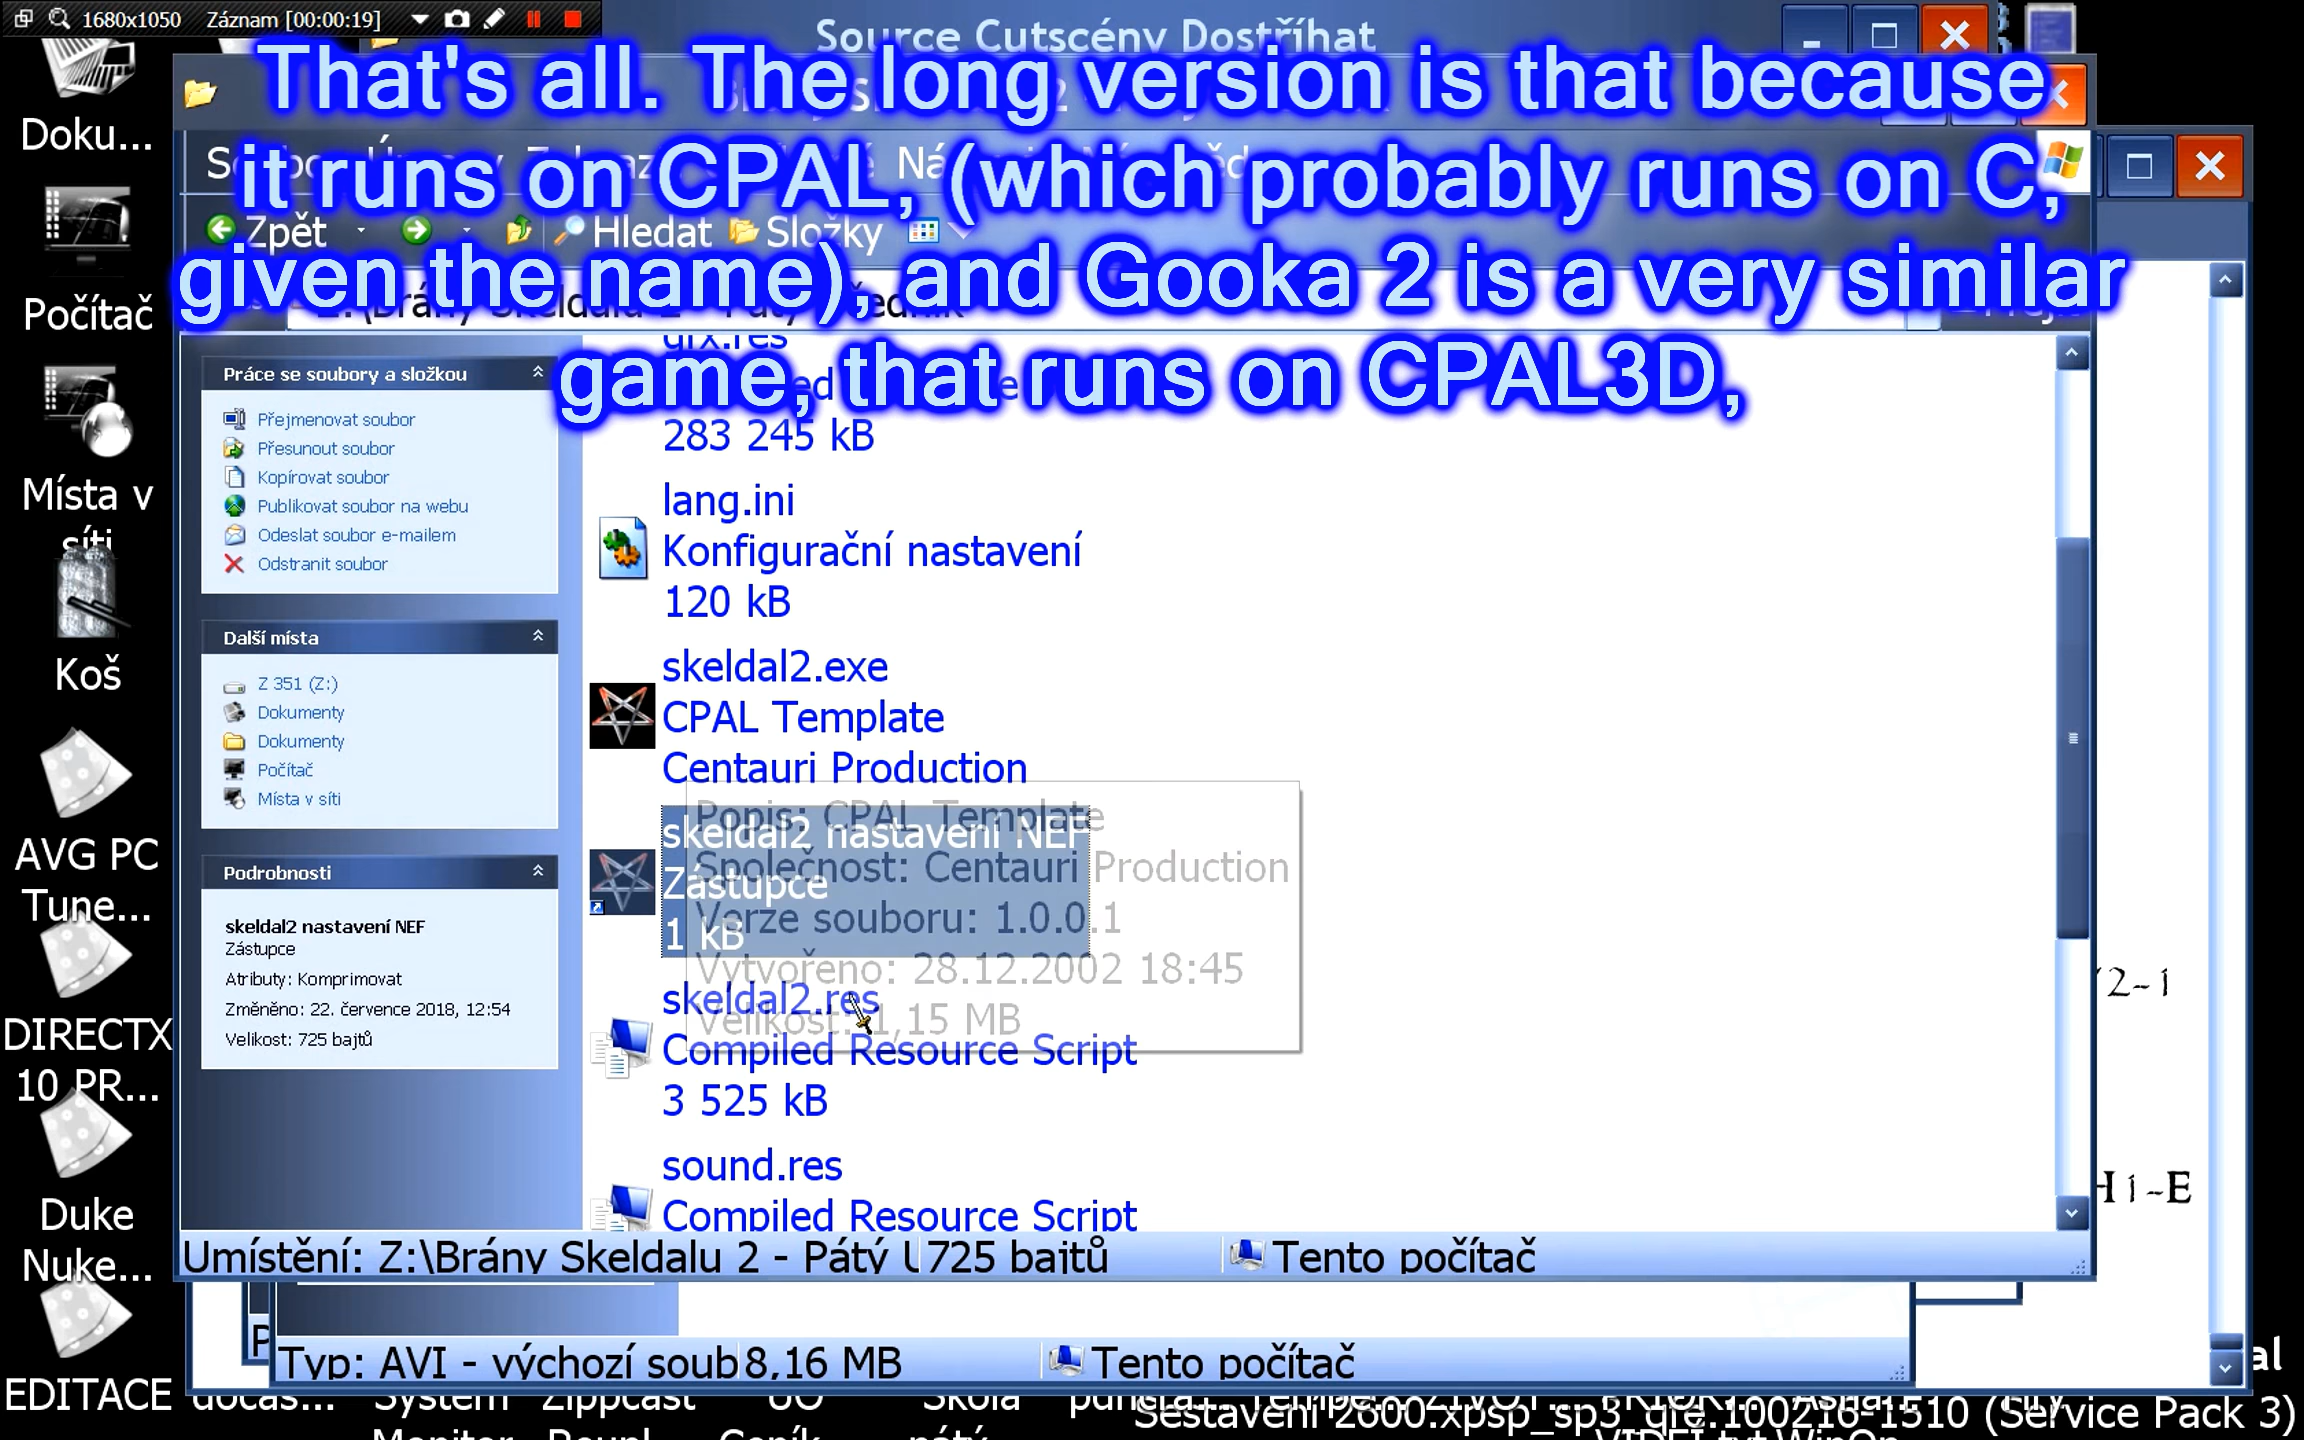 1680x1050 Záznam [00:00:19]
Source Cutscény Dostříhat
That's all. The long version is that because
it runs on CPAL, (which probably runs on C,
given the name), and Gooka 2 is a very similar
game, that runs on CPAL3D,
Zpět
Hledat
Složky
Doku...
Počítač
Místa v
síti
Koš
AVG PC
Tune...
DIRECTX
10 PR...
Duke
Nuke...
EDITACE
Práce se soubory a složkou
Přejmenovat soubor
Přesunout soubor
Kopírovat soubor
Publikovat soubor na webu
Odeslat soubor e-mailem
Odstranit soubor
Další místa
Z 351 (Z:)
Dokumenty
Dokumenty
Počítač
Místa v síti
Podrobnosti
skeldal2 nastavení NEF
Zástupce
Atributy: Komprimovat
Změněno: 22. července 2018, 12:54
Velikost: 725 bajtů
283 245 kB
lang.ini
Konfigurační nastavení
120 kB
skeldal2.exe
CPAL Template
Centauri Production
skeldal2 nastavení NEF
Zástupce
1 kB
Popis: CPAL Template
Společnost: Centauri Production
Verze souboru: 1.0.0.1
Vytvořeno: 28.12.2002 18:45
Velikost: 1,15 MB
skeldal2.res
Compiled Resource Script
3 525 kB
sound.res
Compiled Resource Script
Umístění: Z:\Brány Skeldalu 2 - Pátý 725 bajtů Tento počítač
Typ: AVI - výchozí soub 8,16 MB Tento počítač
Sestavení 2600.xpsp_sp3_qfe.100216-1510 (Service Pack 3)